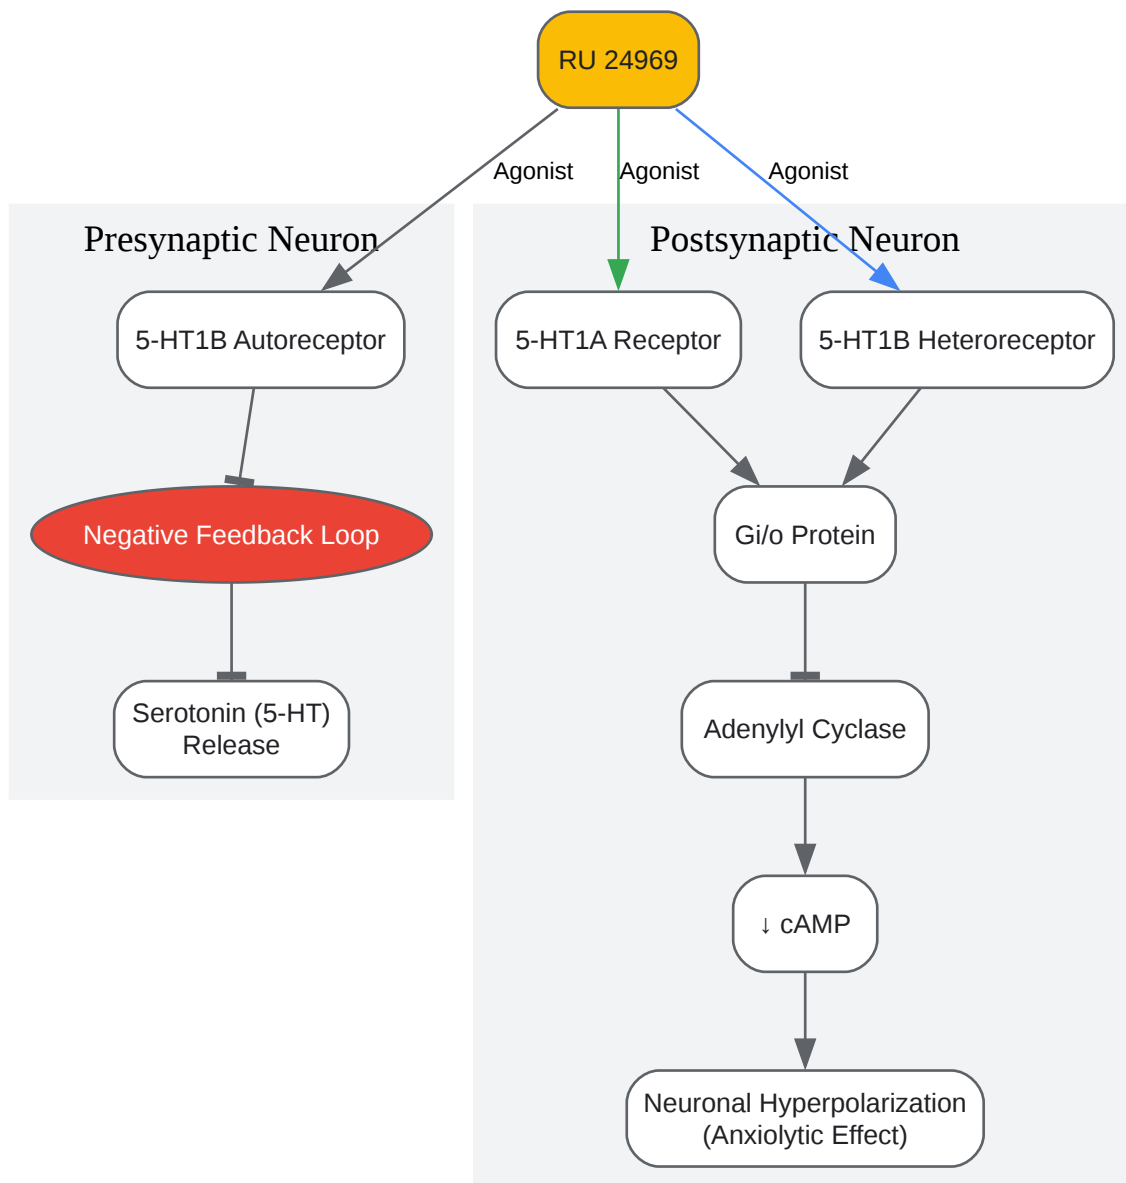 RU 24969
Agonist
Agonist
Agonist
Presynaptic Neuron
Postsynaptic Neuron
5-HT1B Autoreceptor
5-HT1A Receptor
5-HT1B Heteroreceptor
Negative Feedback Loop
Gi/o Protein
Serotonin (5-HT)
Release
Adenylyl Cyclase
↓ cAMP
Neuronal Hyperpolarization
(Anxiolytic Effect)